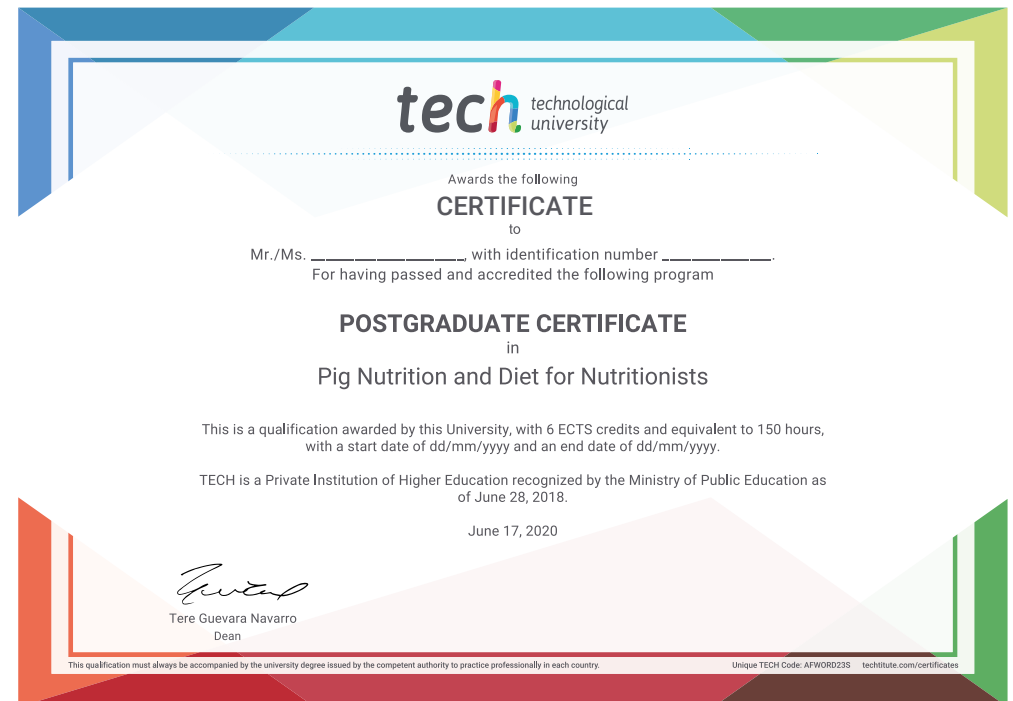 tech technological
university
Awards the following
CERTIFICATE
to
Mr./Ms. ________________, with identification number ____________.
For having passed and accredited the following program
POSTGRADUATE CERTIFICATE
in
Pig Nutrition and Diet for Nutritionists
This is a qualification awarded by this University, with 6 ECTS credits and equivalent to 150 hours,
with a start date of dd/mm/yyyy and an end date of dd/mm/yyyy.
TECH is a Private Institution of Higher Education recognized by the Ministry of Public Education as
of June 28, 2018.
June 17, 2020
Tere Guevara Navarro
Dean
This qualification must always be accompanied by the university degree issued by the competent authority to practice professionally in each country.
Unique TECH Code: AFWORD23S techtitute.com/certificates